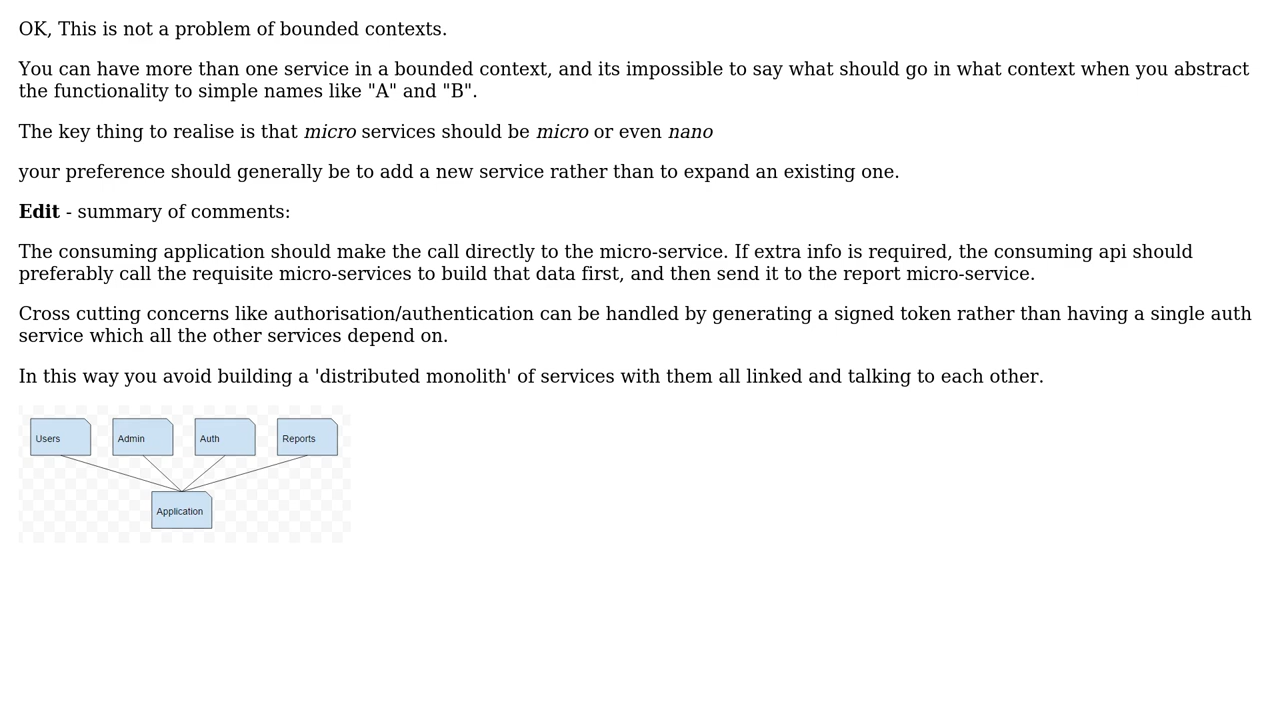 OK, This is not a problem of bounded contexts.
You can have more than one service in a bounded context, and its impossible to say what should go in what context when you abstract
the functionality to simple names like "A" and "B".
The key thing to realise is that micro services should be micro or even nano
your preference should generally be to add a new service rather than to expand an existing one.
Edit - summary of comments:
The consuming application should make the call directly to the micro-service. If extra info is required, the consuming api should
preferably call the requisite micro-services to build that data first, and then send it to the report micro-service.
Cross cutting concerns like authorisation/authentication can be handled by generating a signed token rather than having a single auth
service which all the other services depend on.
In this way you avoid building a 'distributed monolith' of services with them all linked and talking to each other.
Users Admin Auth Reports
Application